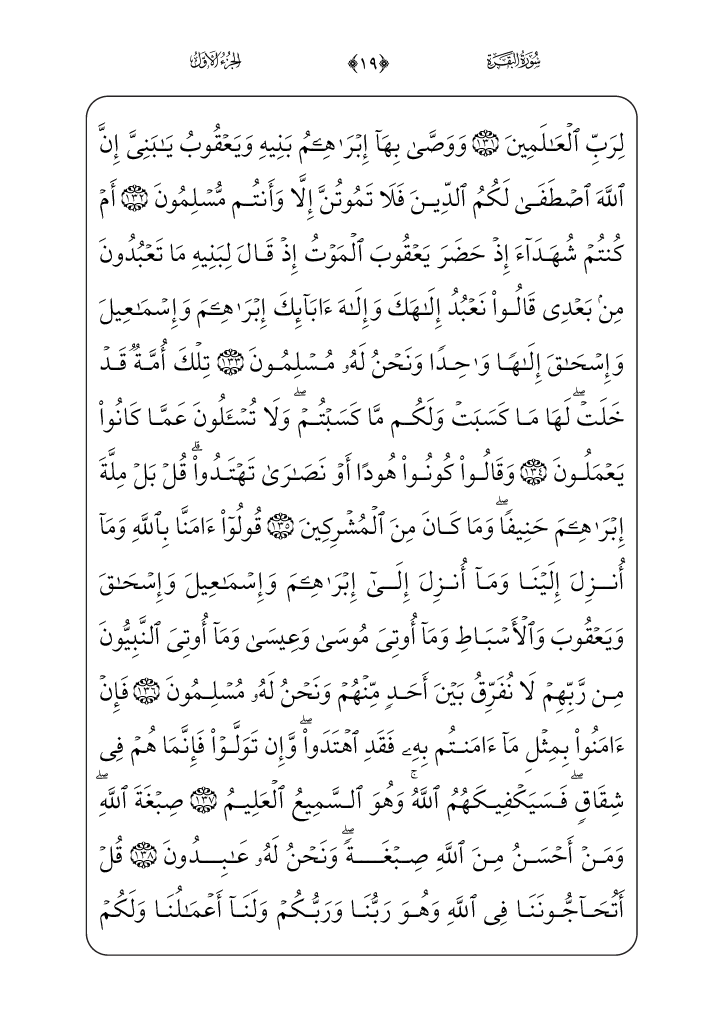 سُورَةُ البَقَرَةِ ﴿١٩﴾ الجُزءُ الأوَّلُ
لِرَبِّ ٱلۡعَٰلَمِينَ ١٣١ وَوَصَّىٰ بِهَآ إِبۡرَٰهِـۧمُ بَنِيهِ وَيَعۡقُوبُ يَٰبَنِيَّ إِنَّ
ٱللَّهَ ٱصۡطَفَىٰ لَكُمُ ٱلدِّينَ فَلَا تَمُوتُنَّ إِلَّا وَأَنتُم مُّسۡلِمُونَ ١٣٢ أَمۡ
كُنتُمۡ شُهَدَآءَ إِذۡ حَضَرَ يَعۡقُوبَ ٱلۡمَوۡتُ إِذۡ قَالَ لِبَنِيهِ مَا تَعۡبُدُونَ
مِنۢ بَعۡدِي قَالُواْ نَعۡبُدُ إِلَٰهَكَ وَإِلَٰهَ ءَابَآئِكَ إِبۡرَٰهِـۧمَ وَإِسۡمَٰعِيلَ
وَإِسۡحَٰقَ إِلَٰهٗا وَٰحِدٗا وَنَحۡنُ لَهُۥ مُسۡلِمُونَ ١٣٣ تِلۡكَ أُمَّةٞ قَدۡ
خَلَتۡۖ لَهَا مَا كَسَبَتۡ وَلَكُم مَّا كَسَبۡتُمۡۖ وَلَا تُسۡـَٔلُونَ عَمَّا كَانُواْ
يَعۡمَلُونَ ١٣٤ وَقَالُواْ كُونُواْ هُودًا أَوۡ نَصَٰرَىٰ تَهۡتَدُواْۗ قُلۡ بَلۡ مِلَّةَ
إِبۡرَٰهِـۧمَ حَنِيفٗاۖ وَمَا كَانَ مِنَ ٱلۡمُشۡرِكِينَ ١٣٥ قُولُوٓاْ ءَامَنَّا بِٱللَّهِ وَمَآ
أُنزِلَ إِلَيۡنَا وَمَآ أُنزِلَ إِلَىٰٓ إِبۡرَٰهِـۧمَ وَإِسۡمَٰعِيلَ وَإِسۡحَٰقَ
وَيَعۡقُوبَ وَٱلۡأَسۡبَاطِ وَمَآ أُوتِيَ مُوسَىٰ وَعِيسَىٰ وَمَآ أُوتِيَ ٱلنَّبِيُّونَ
مِن رَّبِّهِمۡ لَا نُفَرِّقُ بَيۡنَ أَحَدٖ مِّنۡهُمۡ وَنَحۡنُ لَهُۥ مُسۡلِمُونَ ١٣٦ فَإِنۡ
ءَامَنُواْ بِمِثۡلِ مَآ ءَامَنتُم بِهِۦ فَقَدِ ٱهۡتَدَواْۖ وَّإِن تَوَلَّوۡاْ فَإِنَّمَا هُمۡ فِي
شِقَاقٖۖ فَسَيَكۡفِيكَهُمُ ٱللَّهُۚ وَهُوَ ٱلسَّمِيعُ ٱلۡعَلِيمُ ١٣٧ صِبۡغَةَ ٱللَّهِۖ
وَمَنۡ أَحۡسَنُ مِنَ ٱللَّهِ صِبۡغَةٗۖ وَنَحۡنُ لَهُۥ عَٰبِدُونَ ١٣٨ قُلۡ
أَتُحَآجُّونَنَا فِي ٱللَّهِ وَهُوَ رَبُّنَا وَرَبُّكُمۡ وَلَنَآ أَعۡمَٰلُنَا وَلَكُمۡ